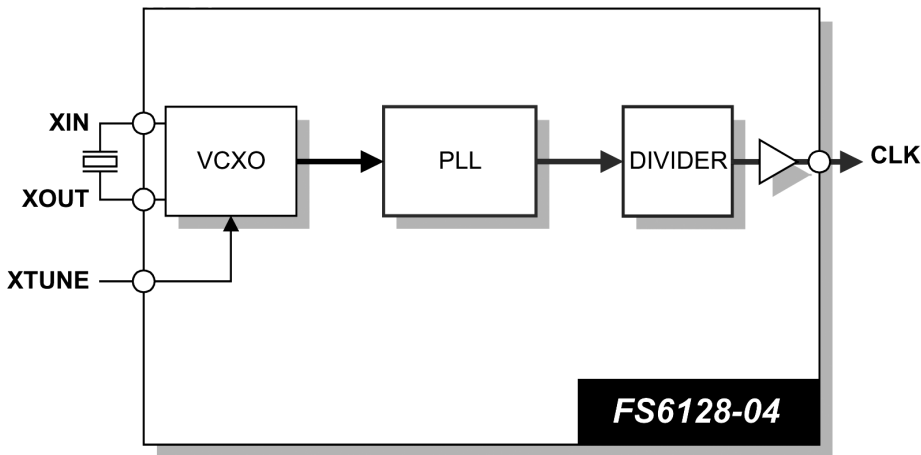 XIN
VCXO
PLL
DIVIDER
CLK
XOUT
XTUNE
FS6128-04